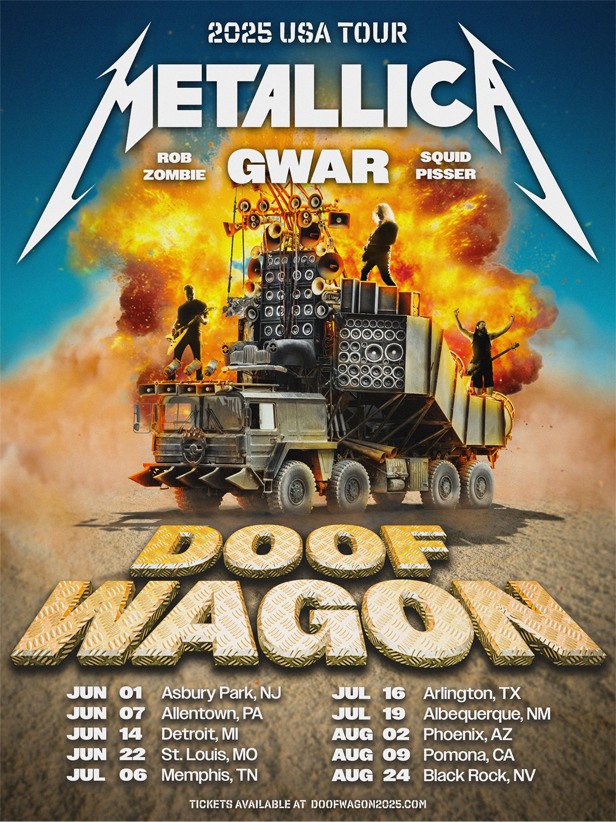 2025 USA TOUR
METALLICA
ROB ZOMBIE
GWAR
SQUID PISSER
DOOF
WAGON
JUN 01 Asbury Park, NJ
JUN 07 Allentown, PA
JUN 14 Detroit, MI
JUN 22 St. Louis, MO
JUL 06 Memphis, TN
JUL 16 Arlington, TX
JUL 19 Albequerque, NM
AUG 02 Phoenix, AZ
AUG 09 Pomona, CA
AUG 24 Black Rock, NV
TICKETS AVAILABLE AT DOOFWAGON2025.COM